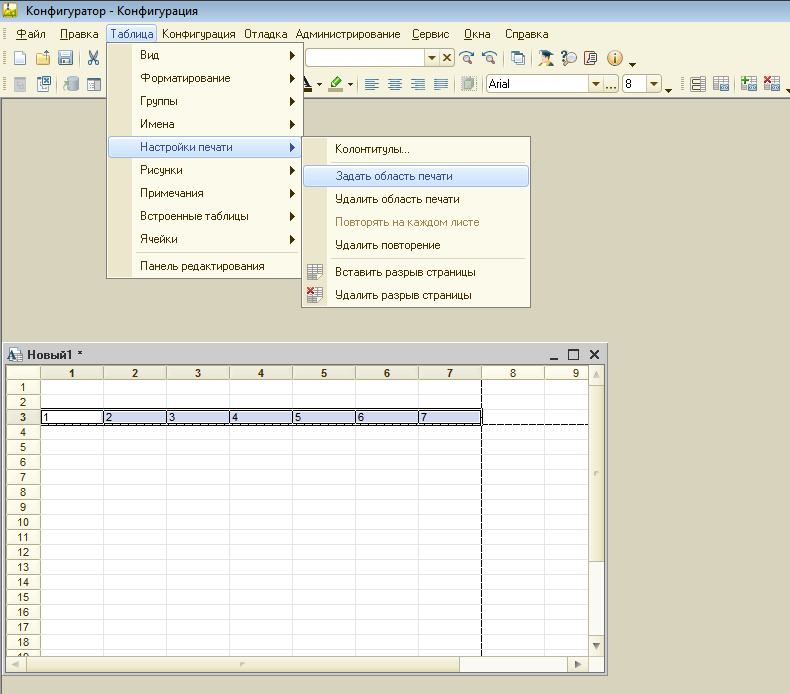 Конфигуратор - Конфигурация
Файл Правка Таблица Конфигурация Отладка Администрирование Сервис Окна Справка
Вид
Форматирование
Arial 8
Группы
Имена
Настройки печати
Рисунки
Примечания
Встроенные таблицы
Ячейки
Панель редактирования
Колонтитулы...
Задать область печати
Удалить область печати
Повторять на каждом листе
Удалить повторение
Вставить разрыв страницы
Удалить разрыв страницы
Новый1 *
1 2 3 4 5 6 7 8 9
1
2
3 1 2 3 4 5 6 7
4
5
6
7
8
9
10
11
12
13
14
15
16
17
18
19